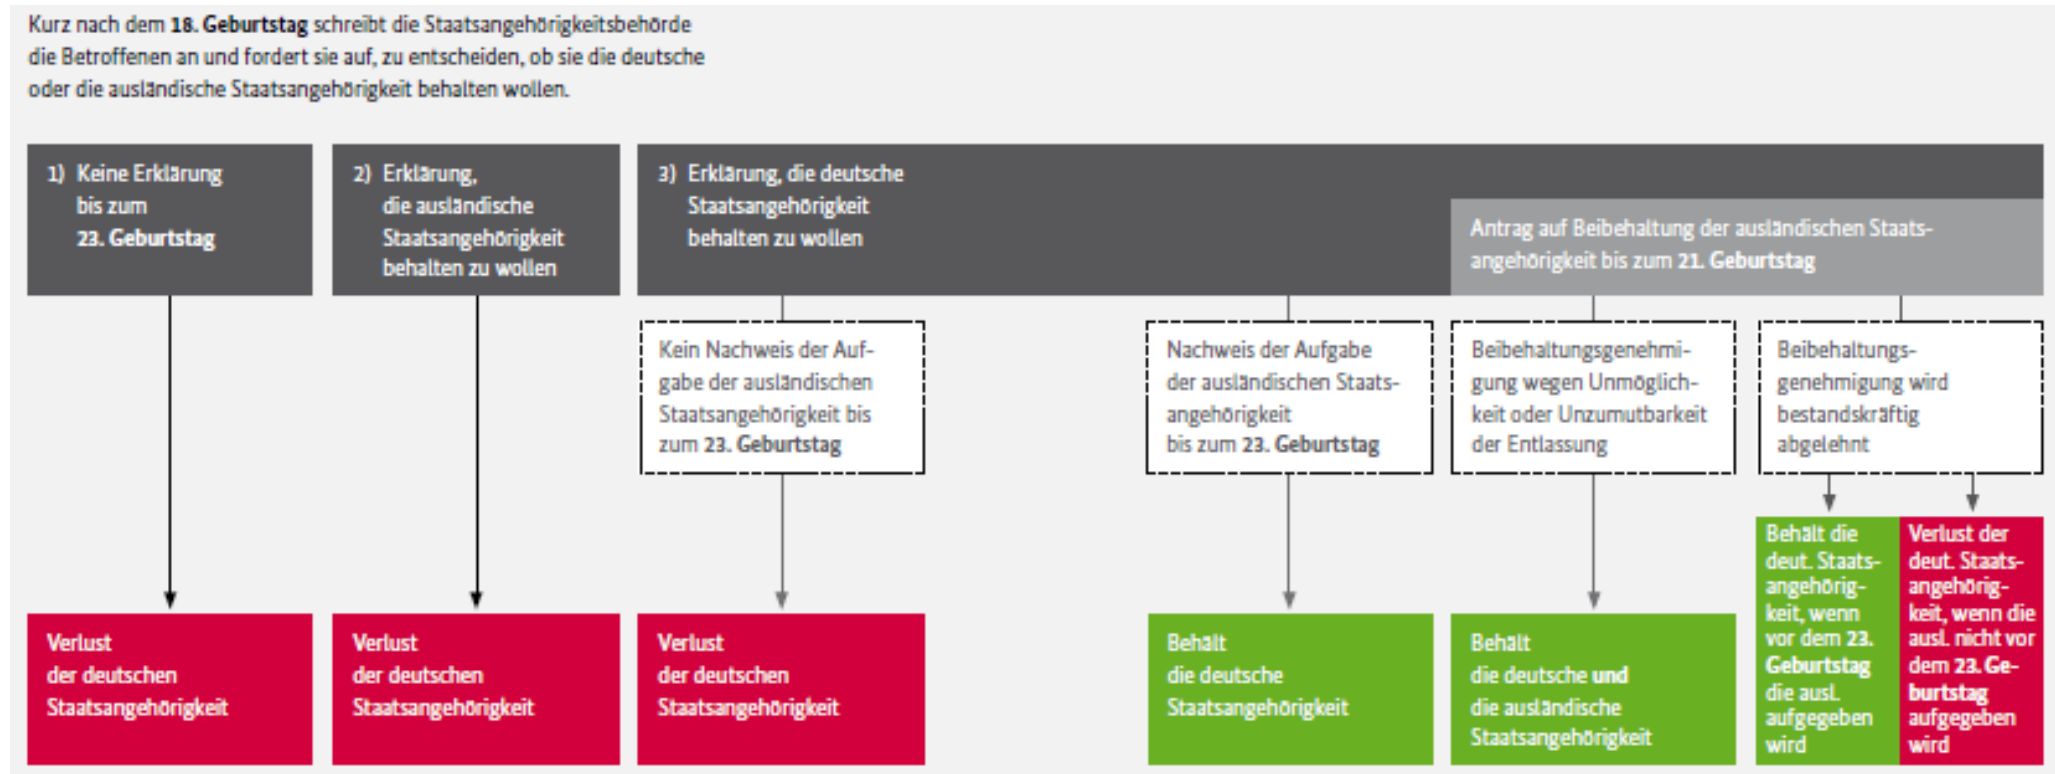 Kurz nach dem 18. Geburtstag schreibt die Staatsangehörigkeitsbehörde
die Betroffenen an und fordert sie auf, zu entscheiden, ob sie die deutsche
oder die ausländische Staatsangehörigkeit behalten wollen.
1) Keine Erklärung
bis zum
23. Geburtstag
2) Erklärung,
die ausländische
Staatsangehörigkeit
behalten zu wollen
3) Erklärung, die deutsche
Staatsangehörigkeit
behalten zu wollen
Antrag auf Beibehaltung der ausländischen Staats-
angehörigkeit bis zum 21. Geburtstag
Kein Nachweis der Auf-
gabe der ausländischen
Staatsangehörigkeit bis
zum 23. Geburtstag
Nachweis der Aufgabe
der ausländischen Staats-
angehörigkeit
bis zum 23. Geburtstag
Beibehaltungsgenehmi-
gung wegen Unmöglich-
keit oder Unzumutbarkeit
der Entlassung
Beibehaltungs-
genehmigung wird
bestandskräftig
abgelehnt
Verlust
der deutschen
Staatsangehörigkeit
Verlust
der deutschen
Staatsangehörigkeit
Verlust
der deutschen
Staatsangehörigkeit
Behält
die deutsche
Staatsangehörigkeit
Behält
die deutsche und
die ausländische
Staatsangehörigkeit
Behält die
deut. Staats-
angehörig-
keit, wenn
vor dem 23.
Geburtstag
die ausl.
aufgegeben
wird
Verlust der
deut. Staats-
angehörig-
keit, wenn die
ausl. nicht vor
dem 23. Ge-
burtstag
aufgegeben
wird